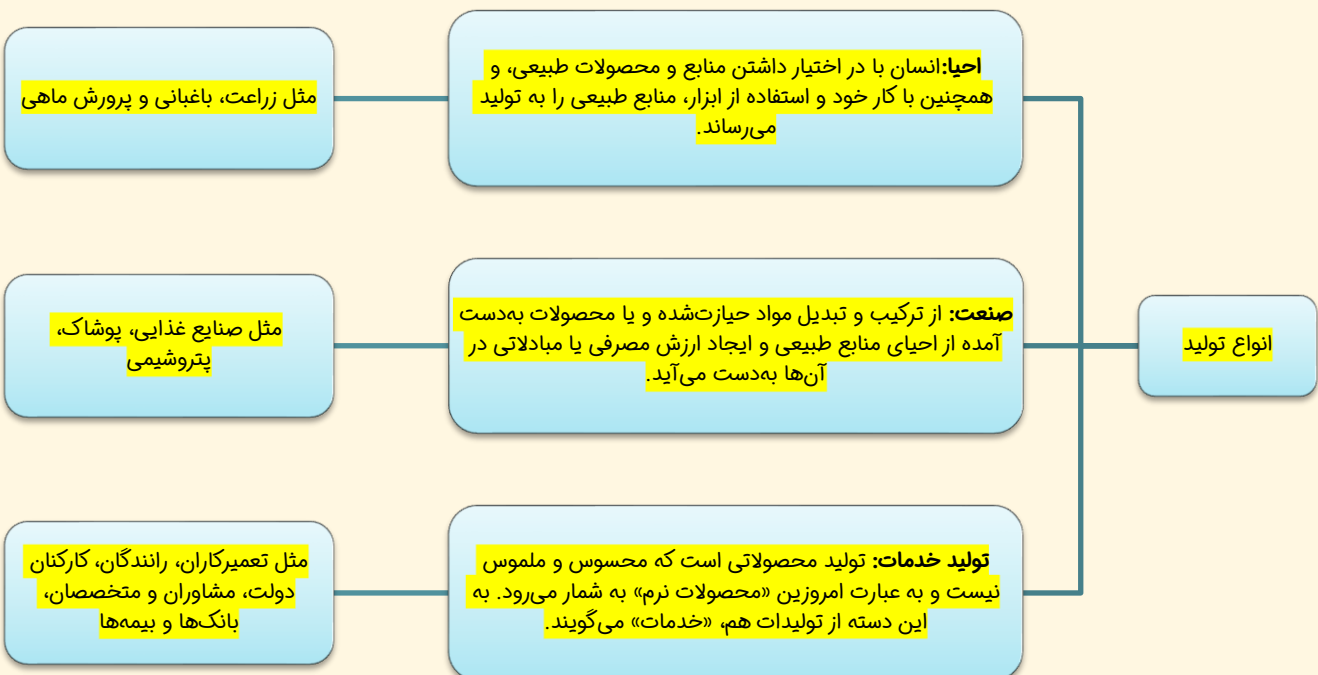 انواع تولید
احیا:انسان با در اختیار داشتن منابع و محصولات طبیعی، و
همچنین با کار خود و استفاده از ابزار، منابع طبیعی را به تولید
می‌رساند.
مثل زراعت، باغبانی و پرورش ماهی
صنعت: از ترکیب و تبدیل مواد حیازت‌شده و یا محصولات به‌دست
آمده از احیای منابع طبیعی و ایجاد ارزش مصرفی یا مبادلاتی در
آن‌ها به‌دست می‌آید.
مثل صنایع غذایی، پوشاک،
پتروشیمی
تولید خدمات: تولید محصولاتی است که محسوس و ملموس
نیست و به عبارت امروزین «محصولات نرم» به شمار می‌رود. به
این دسته از تولیدات هم، «خدمات» می‌گویند.
مثل تعمیرکاران، رانندگان، کارکنان
دولت، مشاوران و متخصصان،
بانک‌ها و بیمه‌ها